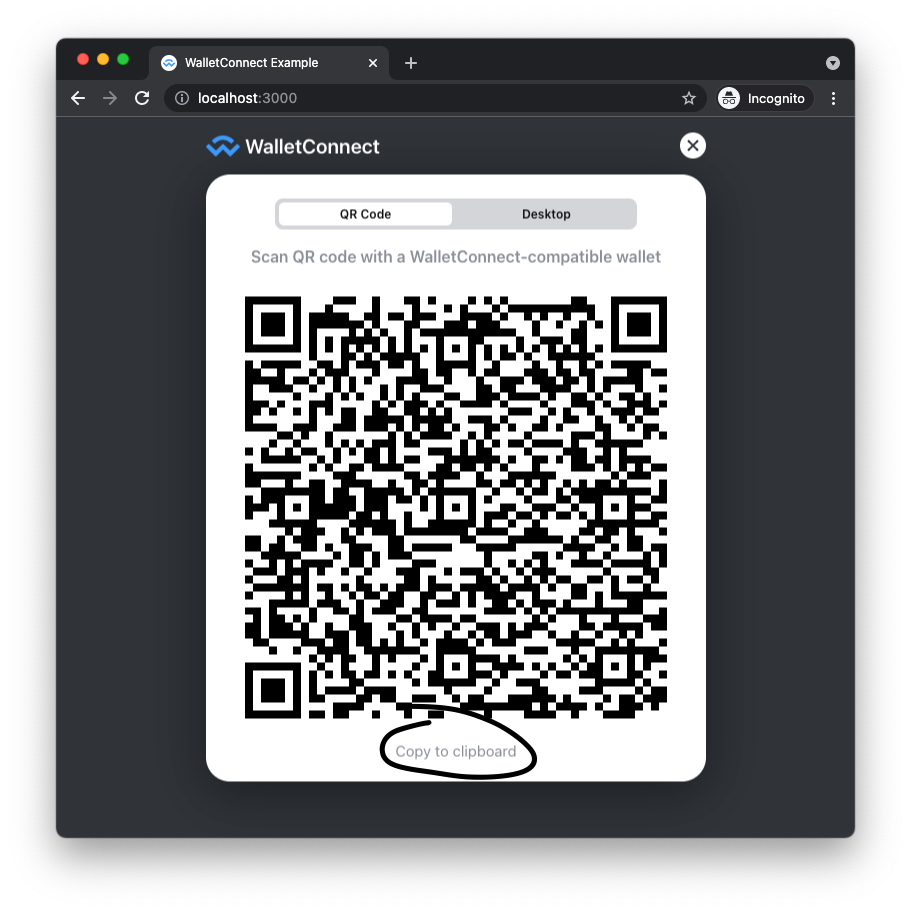 WalletConnect Example
localhost:3000
Incognito
WalletConnect
QR Code
Desktop
Scan QR code with a WalletConnect-compatible wallet
Copy to clipboard